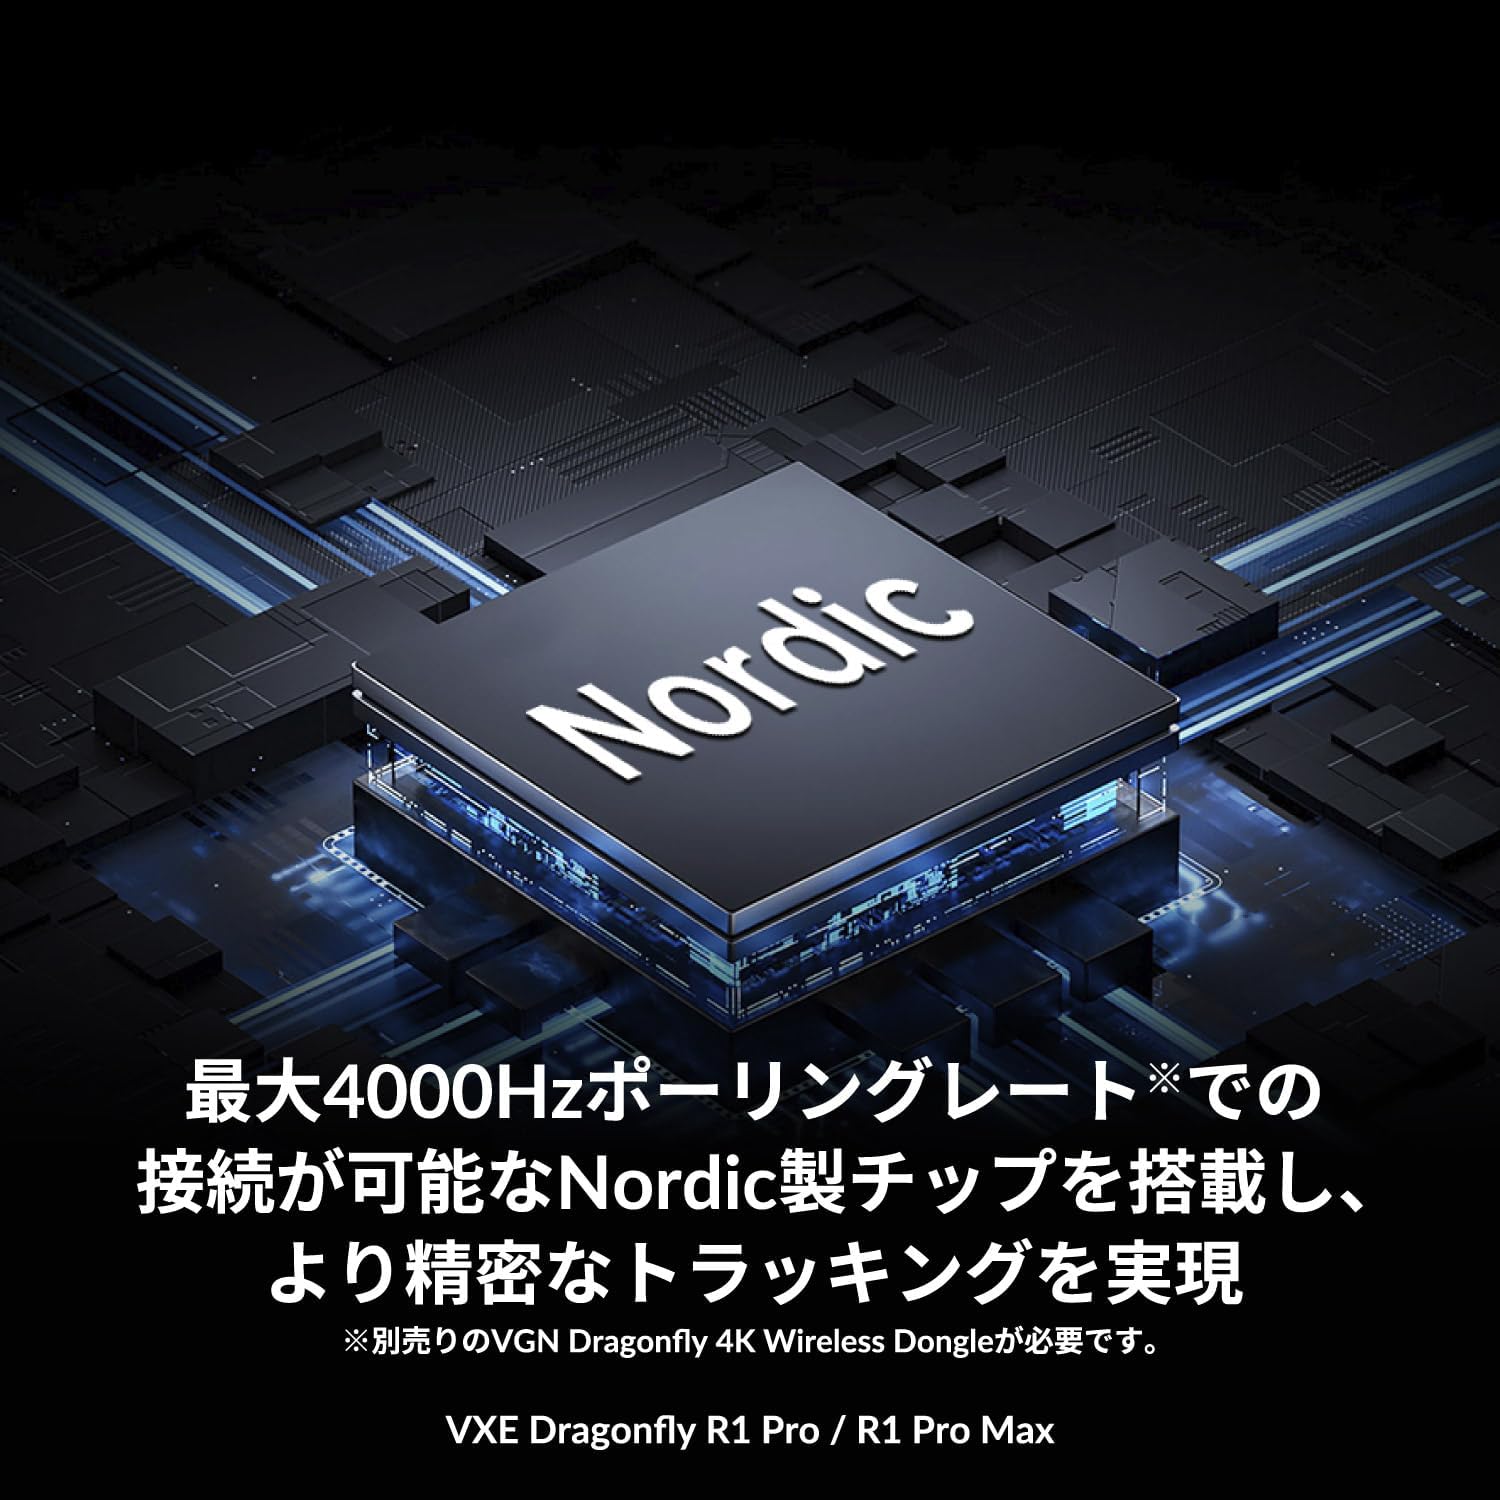 Nordic
最大4000Hzポーリングレート※での
接続が可能なNordic製チップを搭載し、
より精密なトラッキングを実現
※別売りのVGN Dragonfly 4K Wireless Dongleが必要です。
VXE Dragonfly R1 Pro / R1 Pro Max